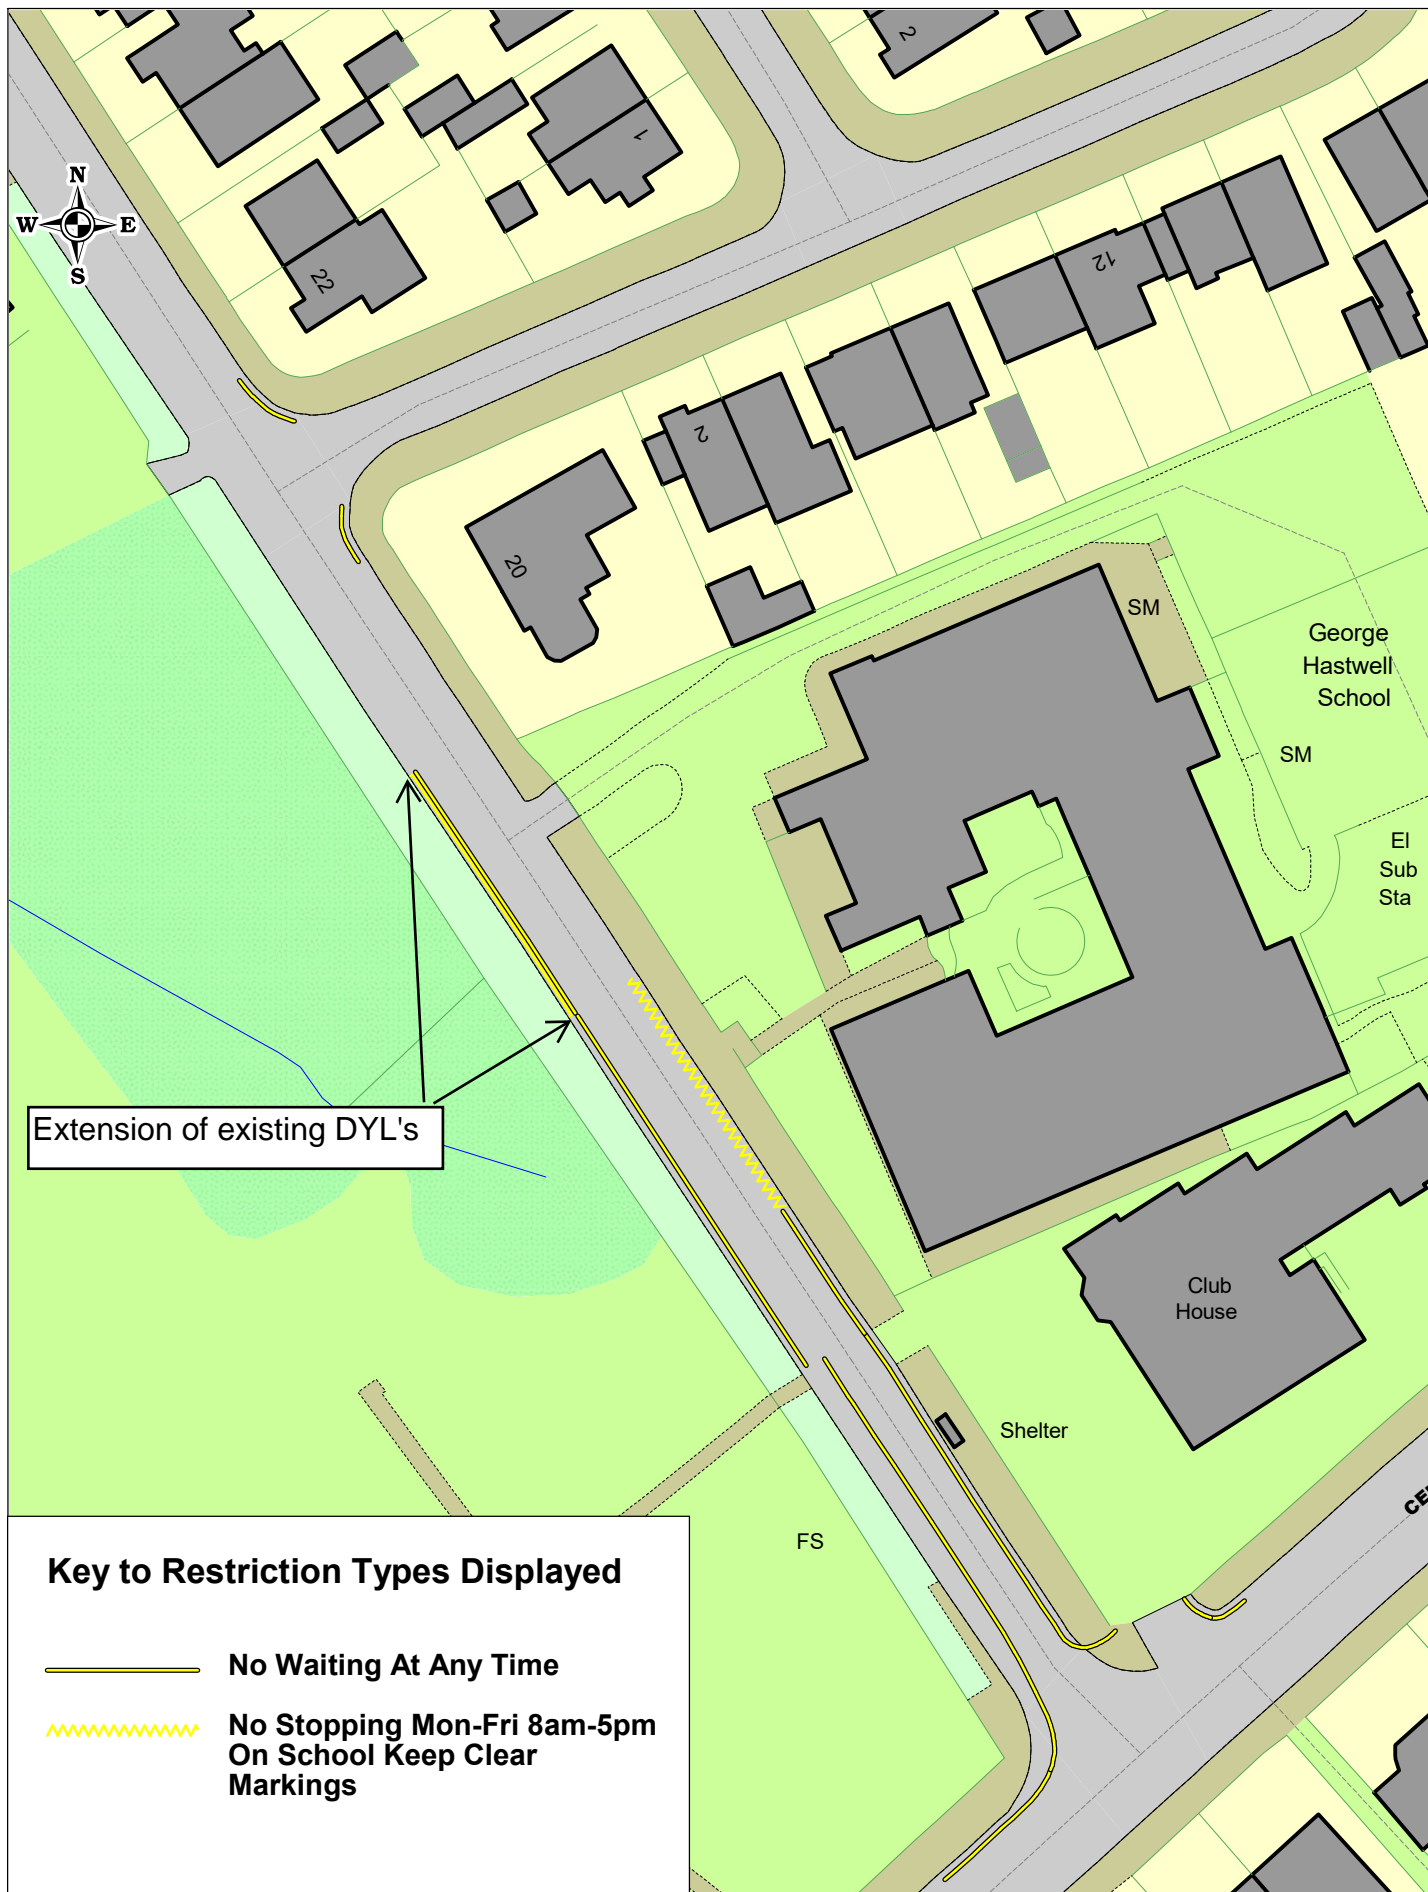 2
1
N
W E
S
22
12
2
20
SM
George
Hastwell
School
SM
El
Sub
Sta
Extension of existing DYL's
Club
House
Shelter
CE
FS
Key to Restriction Types Displayed
No Waiting At Any Time
No Stopping Mon-Fri 8am-5pm
On School Keep Clear
Markings